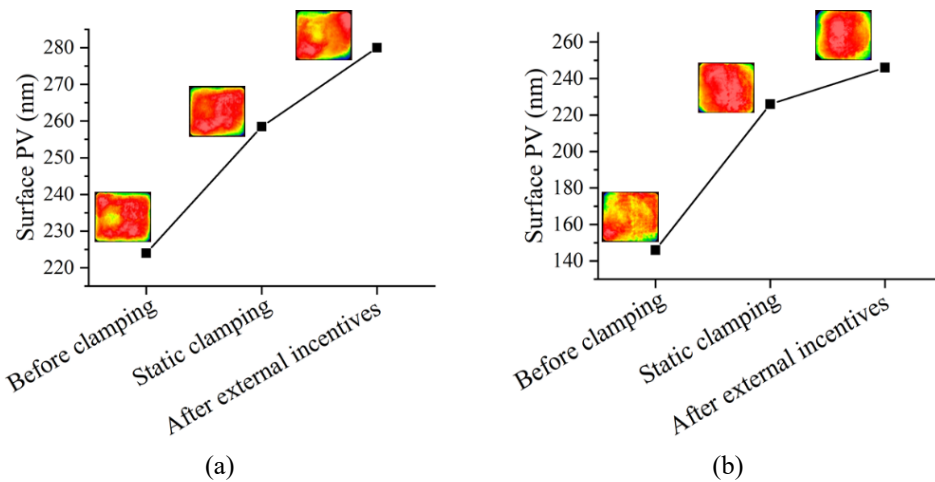 Surface PV (nm)
280
270
260
250
240
230
220
Before clamping
Static clamping
After external incentives
(a)
Surface PV (nm)
260
240
220
200
180
160
140
Before clamping
Static clamping
After external incentives
(b)